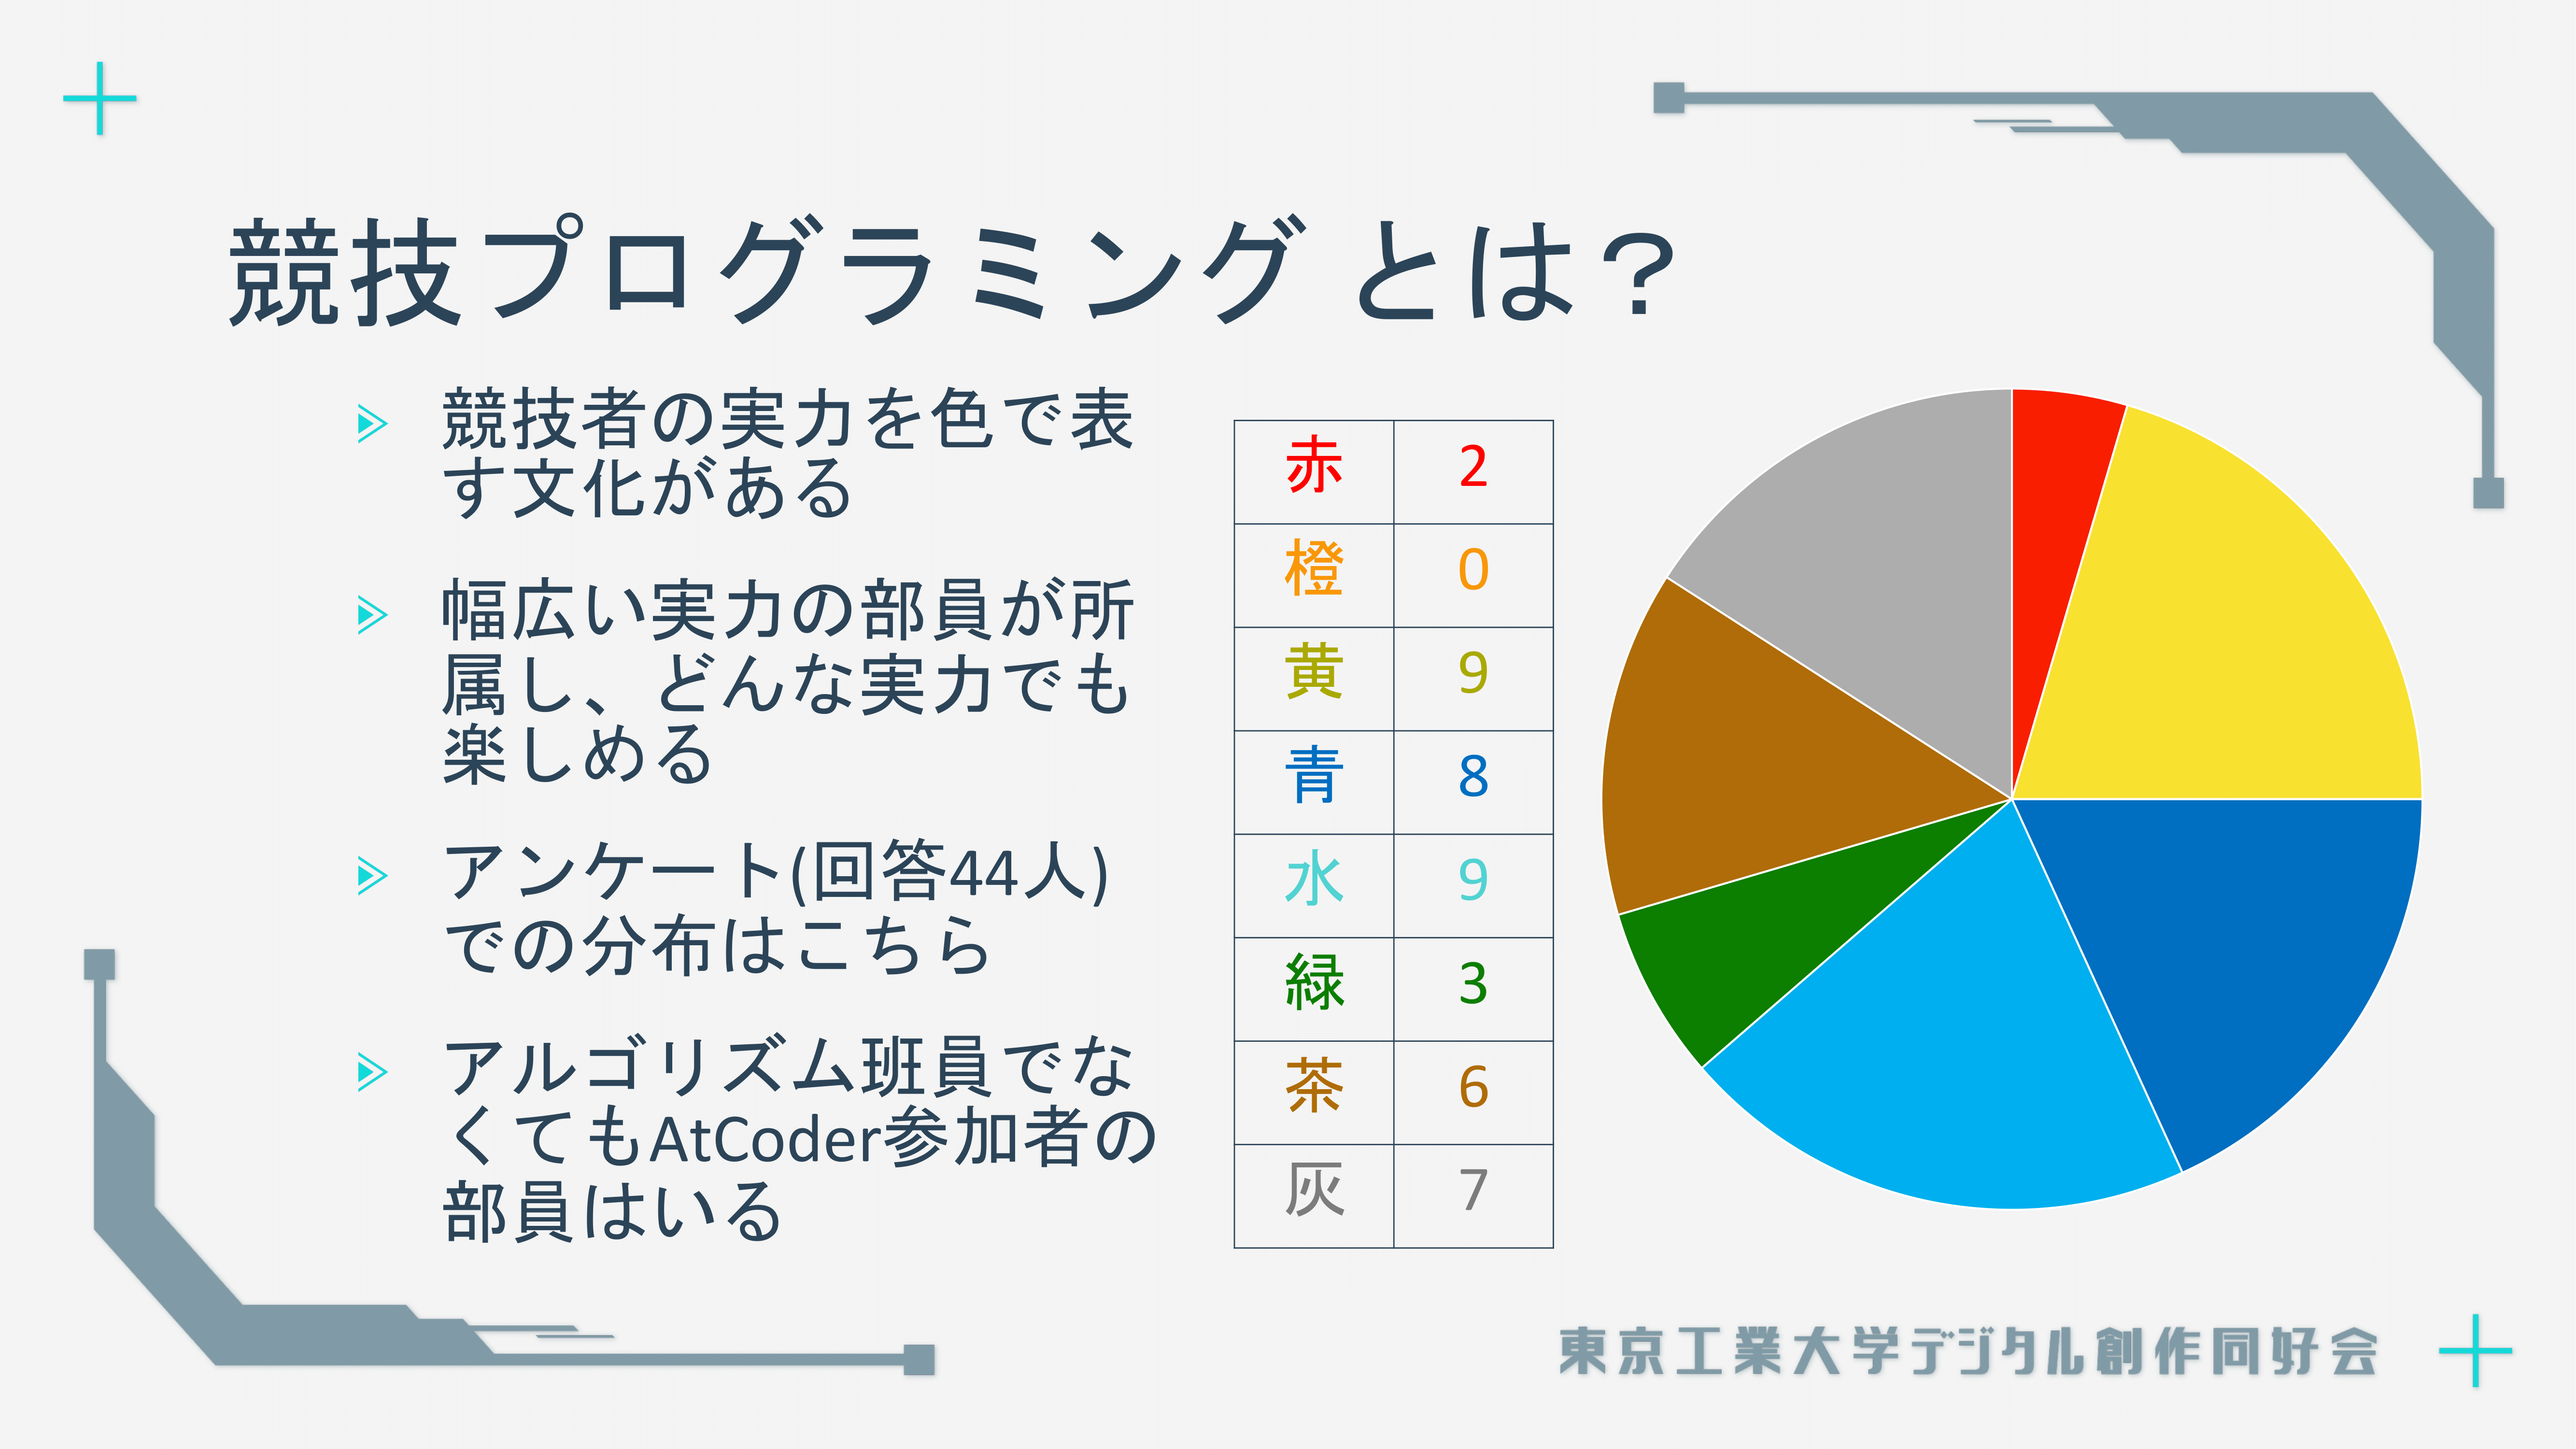 競技プログラミング とは？
競技者の実力を色で表
す文化がある
幅広い実力の部員が所
属し、どんな実力でも
楽しめる
アンケート(回答44人)
での分布はこちら
アルゴリズム班員でな
くてもAtCoder参加者の
部員はいる
赤 2
橙 0
黄 9
青 8
水 9
緑 3
茶 6
灰 7
東京工業大学デジタル創作同好会